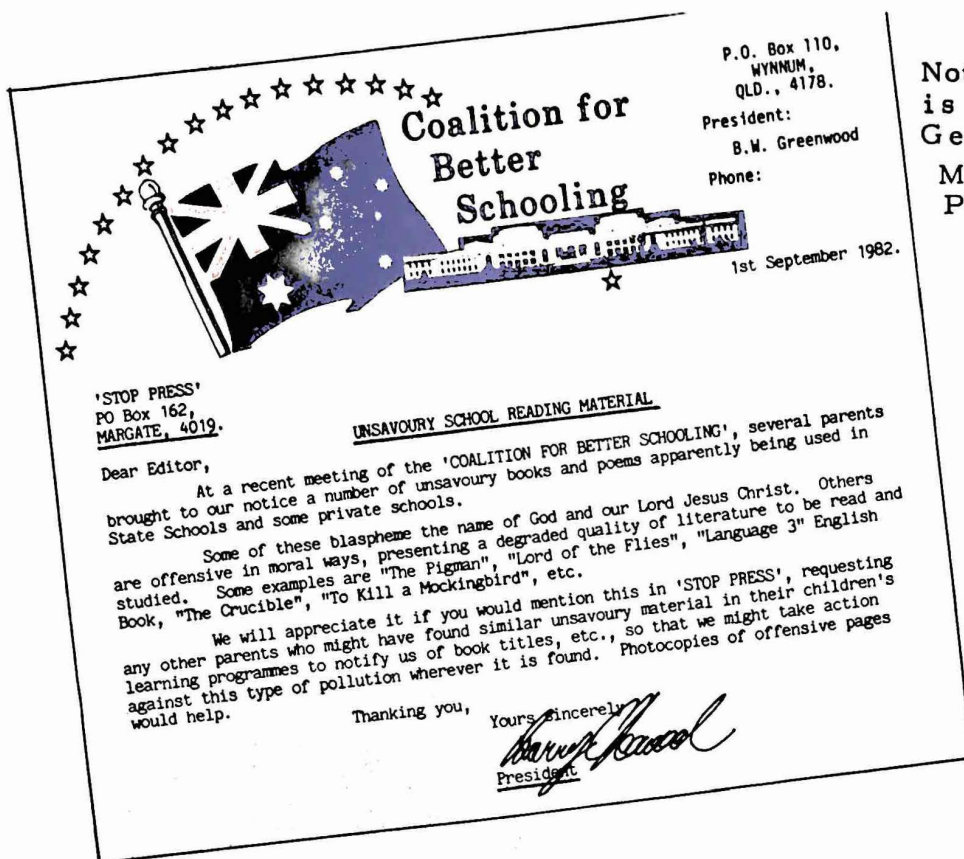 Coalition for
Better
Schooling
P.O. Box 110,
WYNNUM,
QLD., 4178.
President:
B.W. Greenwood
Phone:
1st September 1982.
'STOP PRESS'
PO Box 162,
MARGATE, 4019.
UNSAVOURY SCHOOL READING MATERIAL
Dear Editor,
At a recent meeting of the 'COALITION FOR BETTER SCHOOLING', several parents
brought to our notice a number of unsavoury books and poems apparently being used in
State Schools and some private schools.
Some of these blaspheme the name of God and our Lord Jesus Christ. Others
are offensive in moral ways, presenting a degraded quality of literature to be read and
studied. Some examples are "The Pigman", "Lord of the Flies", "Language 3" English
Book, "The Crucible", "To Kill a Mockingbird", etc.
We will appreciate it if you would mention this in 'STOP PRESS', requesting
any other parents who might have found similar unsavoury material in their children's
learning programmes to notify us of book titles, etc., so that we might take action
against this type of pollution wherever it is found. Photocopies of offensive pages
would help.
Thanking you,
Yours sincerely
President
is